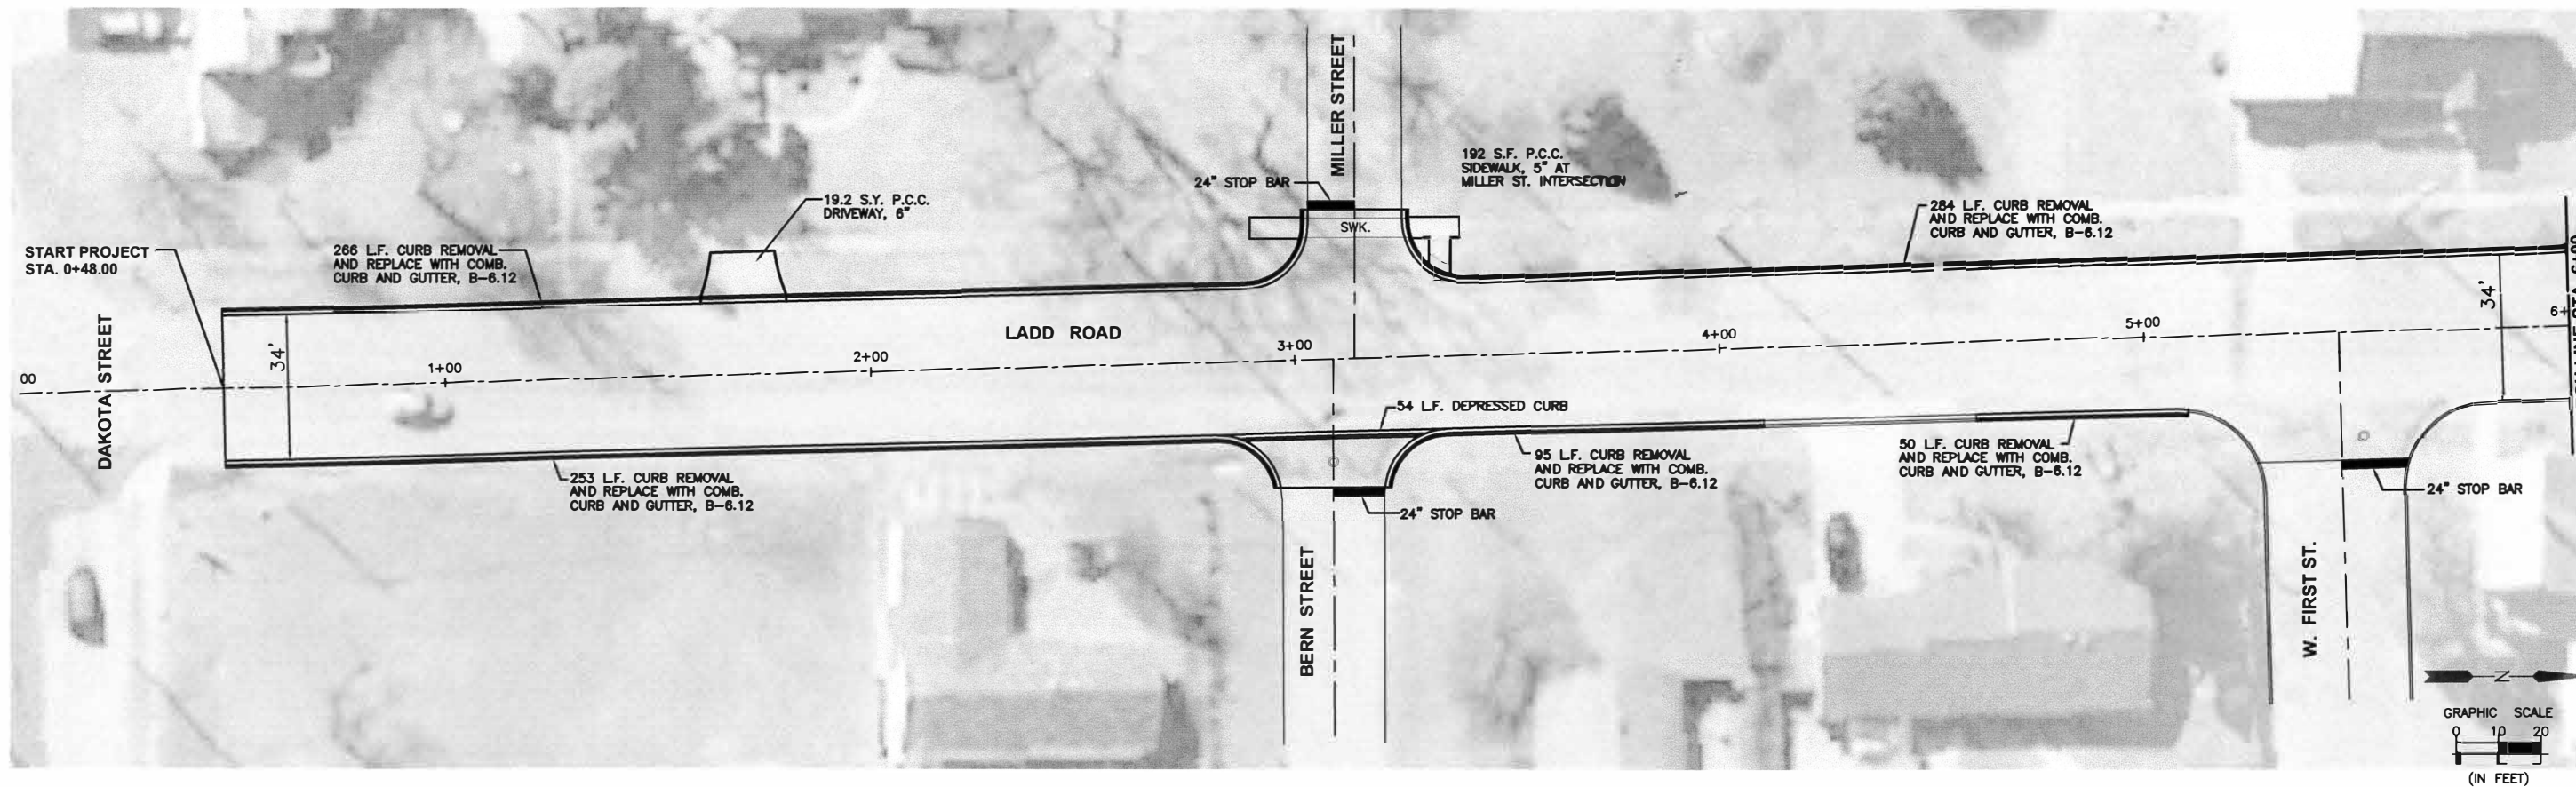 START PROJECT
STA. 0+48.00
DAKOTA STREET
00
34'
266 L.F. CURB REMOVAL
AND REPLACE WITH COMB.
CURB AND GUTTER, B-6.12
19.2 S.Y. P.C.C.
DRIVEWAY, 6"
1+00
2+00
LADD ROAD
3+00
4+00
5+00
6+
253 L.F. CURB REMOVAL
AND REPLACE WITH COMB.
CURB AND GUTTER, B-6.12
MILLER STREET
24" STOP BAR
SWK.
192 S.F. P.C.C.
SIDEWALK, 5" AT
MILLER ST. INTERSECTION
284 L.F. CURB REMOVAL
AND REPLACE WITH COMB.
CURB AND GUTTER, B-6.12
54 L.F. DEPRESSED CURB
95 L.F. CURB REMOVAL
AND REPLACE WITH COMB.
CURB AND GUTTER, B-6.12
24" STOP BAR
BERN STREET
50 L.F. CURB REMOVAL
AND REPLACE WITH COMB.
CURB AND GUTTER, B-6.12
34'
24" STOP BAR
W. FIRST ST.
N
GRAPHIC SCALE
0 10 20
(IN FEET)